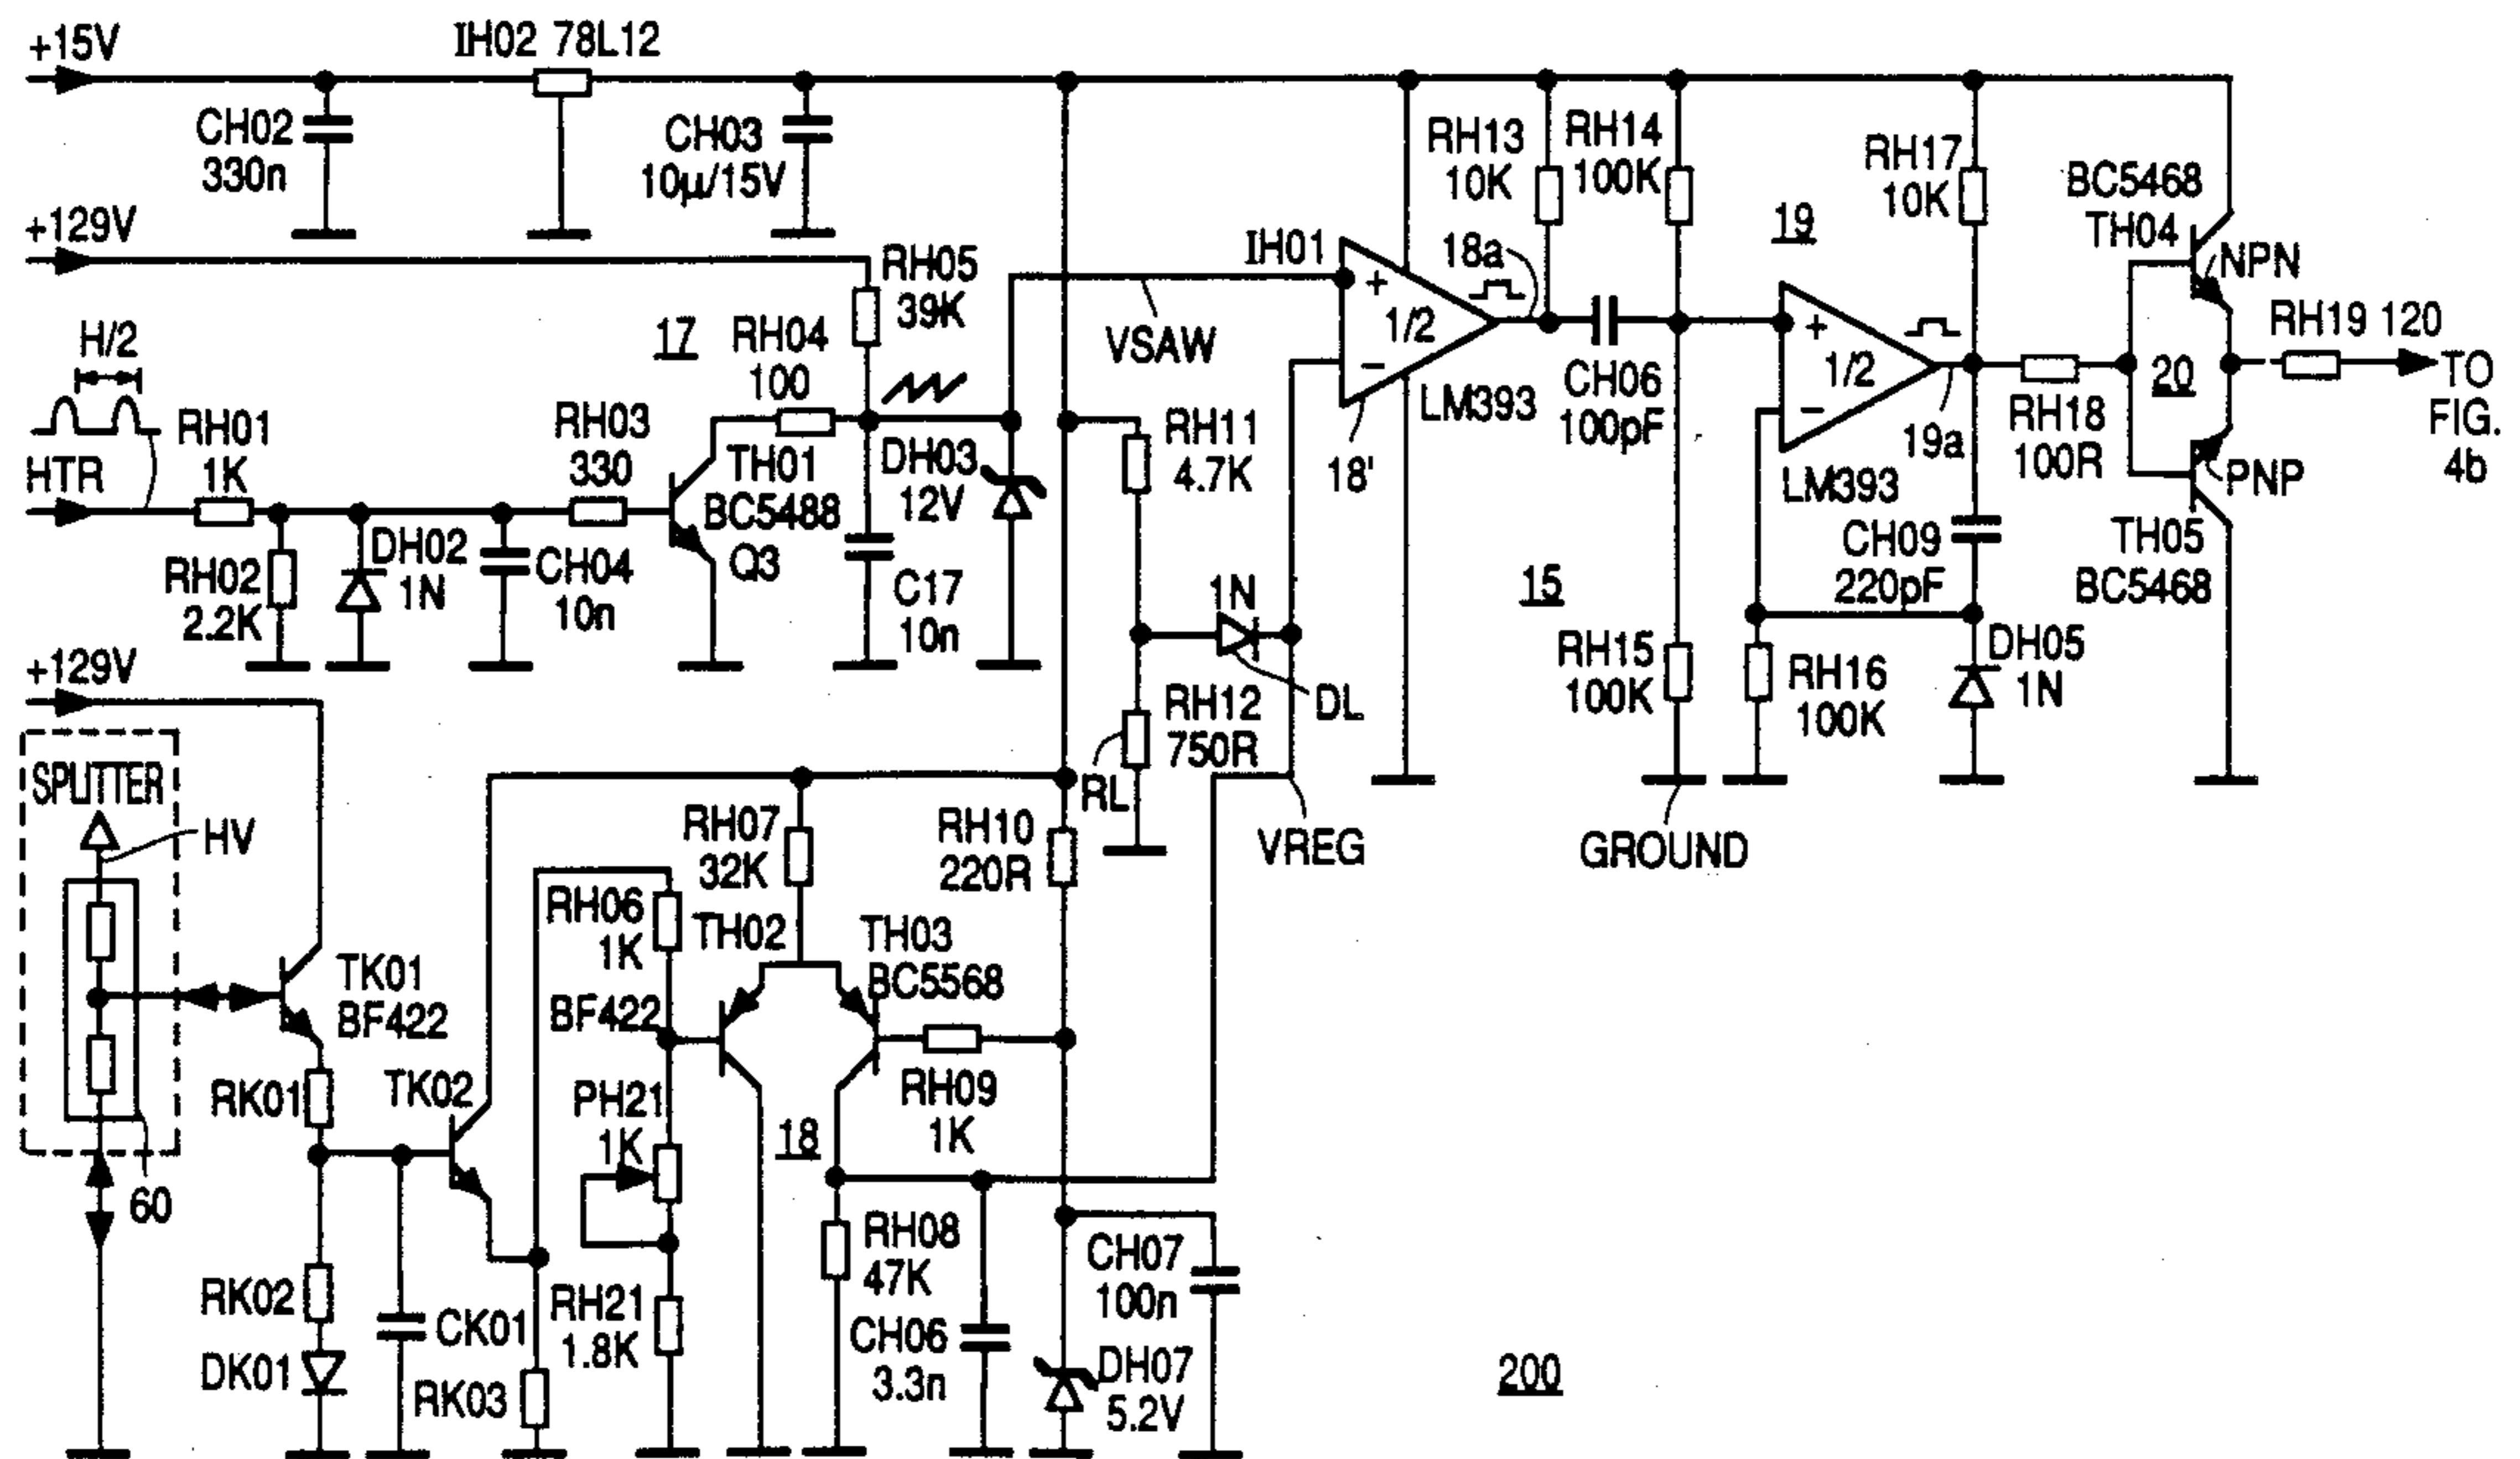 +15V
IH02 78L12
CH02
330n
CH03
10µ/15V
RH13
10K
RH14
100K
RH17
10K
BC5468
TH04
NPN
+129V
RH05
39K
IH01
18a
19
+
1/2
−
LM393
18'
VSAW
H/2
17
RH04
100
CH06
100pF
+
1/2
−
LM393
19a
RH18
100R
20
RH19 120
TO
FIG.
4b
PNP
TH05
BC5468
HTR
RH01
1K
RH03
330
TH01
BC5488
Q3
DH03
12V
RH11
4.7K
RH02
2.2K
DH02
1N
CH04
10n
C17
10n
1N
DL
15
CH09
220pF
RH15
100K
RH16
100K
DH05
1N
+129V
RH12
750R
RL
VREG
GROUND
SPLITTER
HV
RH07
32K
RH10
220R
RH06
1K
TH02
TH03
BC5568
TK01
BF422
BF422
RK01
TK02
PH21
1K
18
RH09
1K
60
RH08
47K
CH07
100n
RK02
CK01
RH21
1.8K
CH06
3.3n
DK01
RK03
DH07
5.2V
200